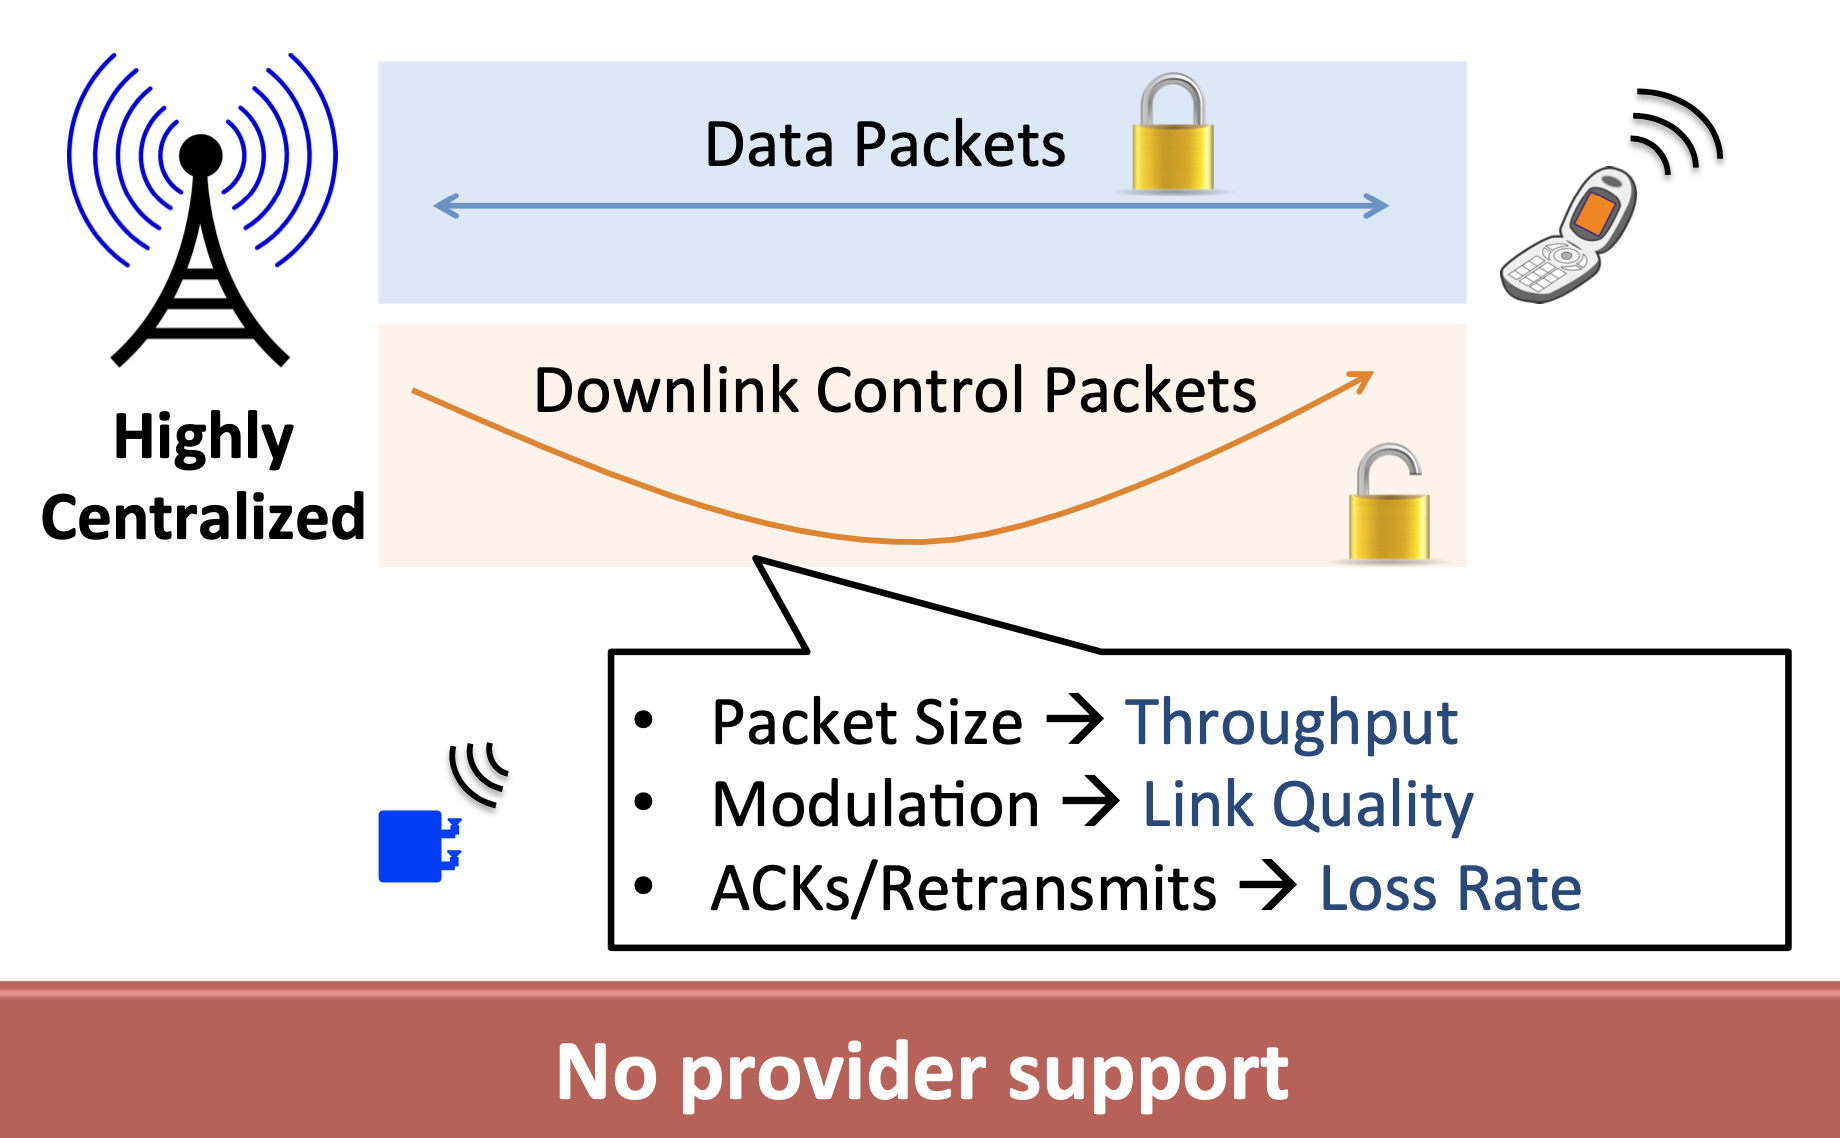 Data Packets
Downlink Control Packets
Highly
Centralized
• Packet Size → Throughput
• Modulation → Link Quality
• ACKs/Retransmits → Loss Rate
No provider support